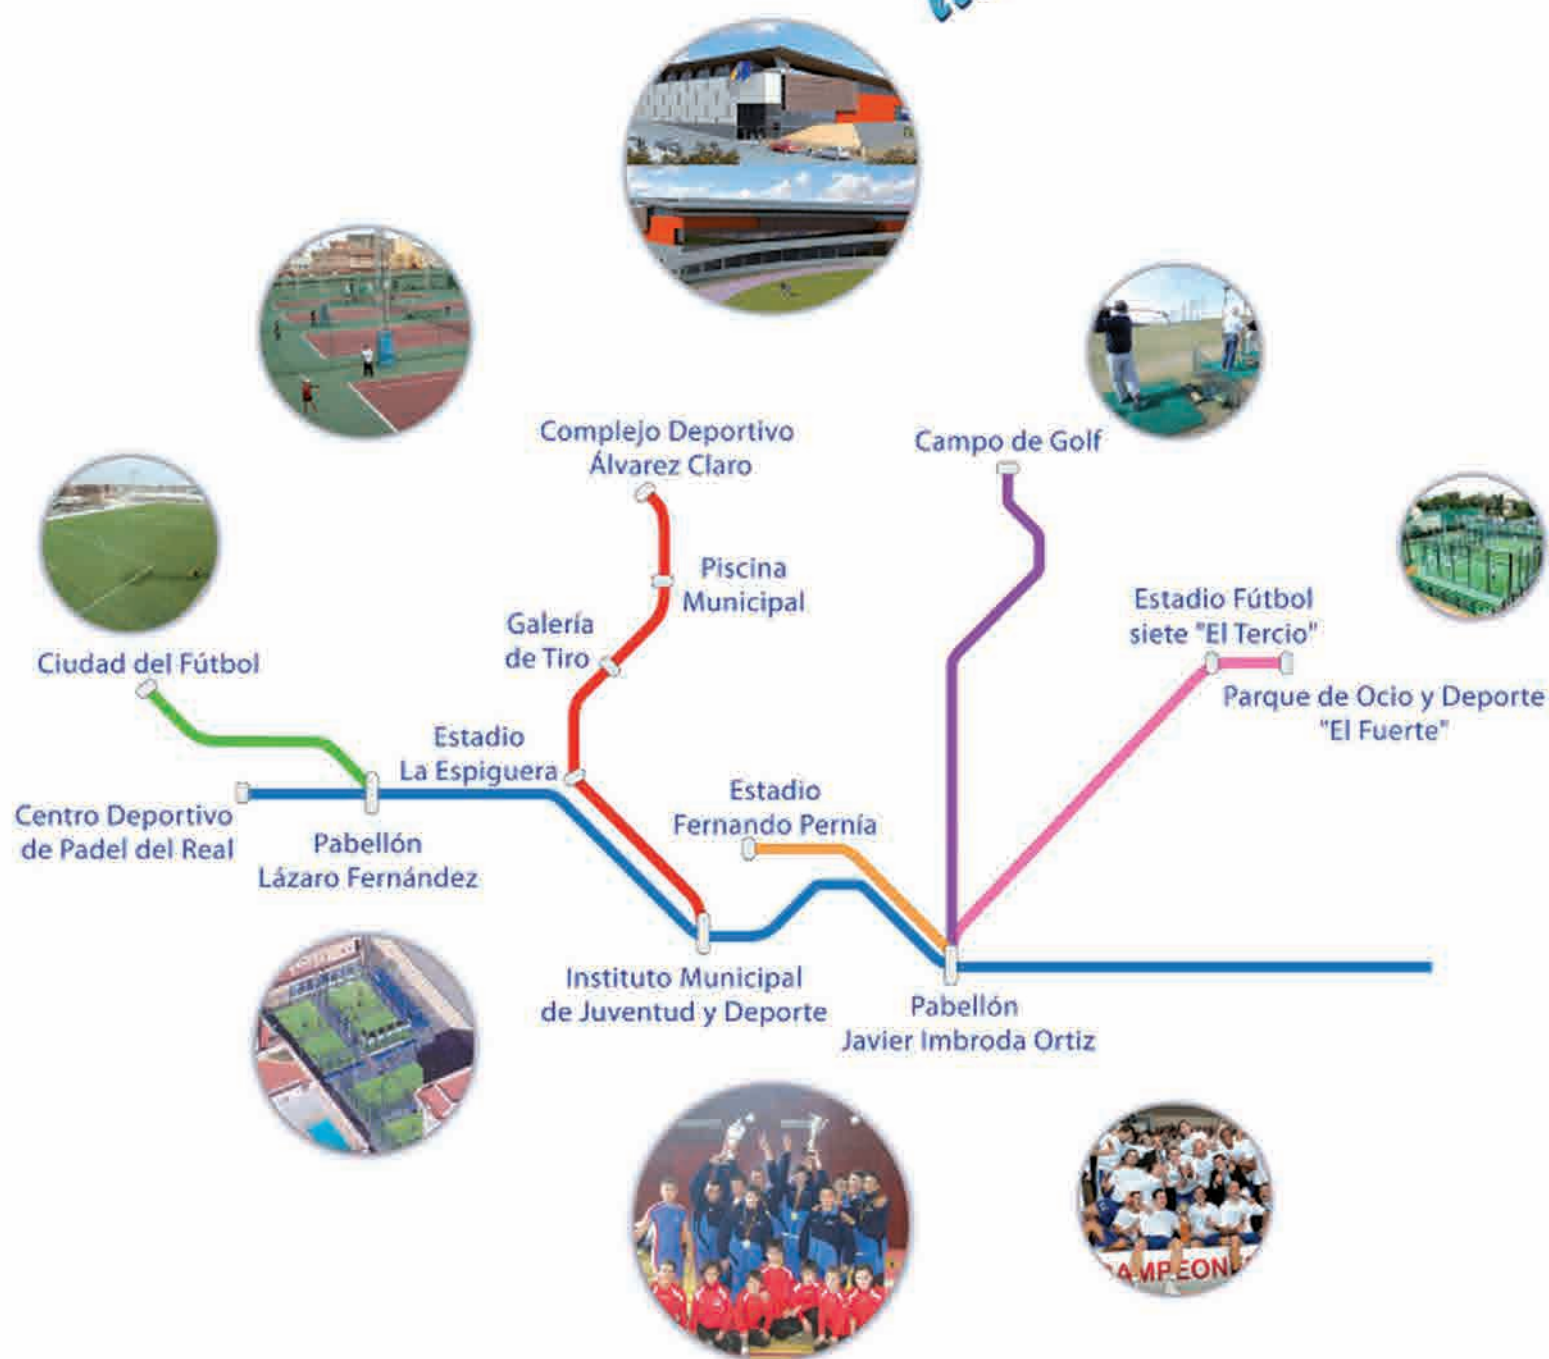 Complejo Deportivo
Álvarez Claro
Campo de Golf
Piscina
Municipal
Galería
de Tiro
Estadio Fútbol
siete "El Tercio"
Ciudad del Fútbol
Parque de Ocio y Deporte
"El Fuerte"
Estadio
La Espiguera
Estadio
Fernando Pernía
Centro Deportivo
de Padel del Real
Pabellón
Lázaro Fernández
Instituto Municipal
de Juventud y Deporte
Pabellón
Javier Imbroda Ortiz
AMPEON